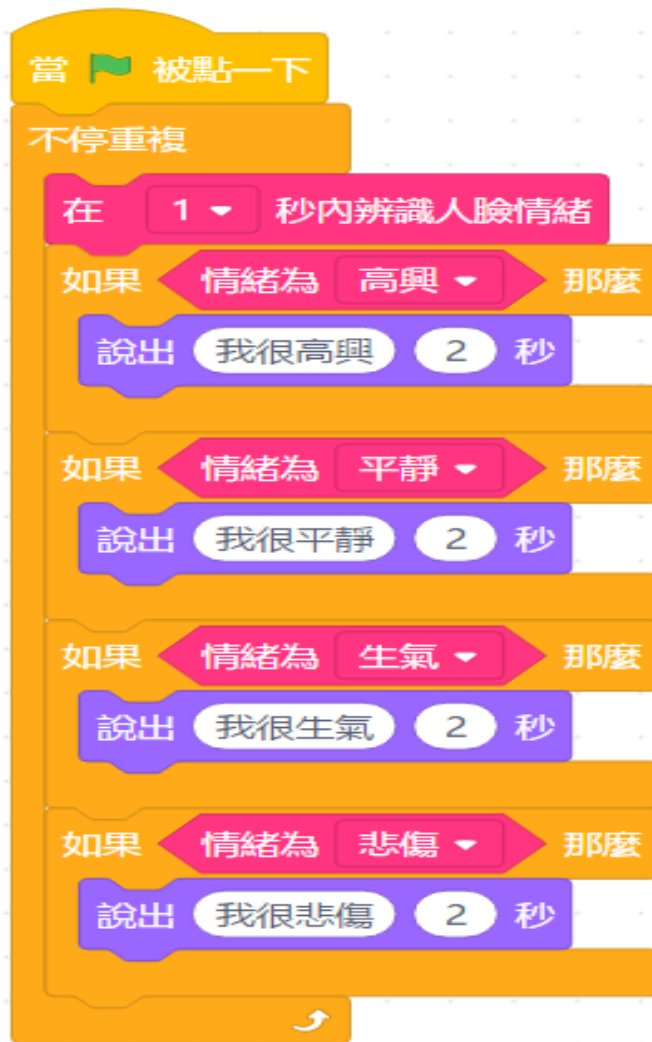 當 被點一下
不停重複
在 1 秒內辨識人臉情緒
如果 情緒為 高興 那麼
說出 我很高興 2 秒
如果 情緒為 平靜 那麼
說出 我很平靜 2 秒
如果 情緒為 生氣 那麼
說出 我很生氣 2 秒
如果 情緒為 悲傷 那麼
說出 我很悲傷 2 秒